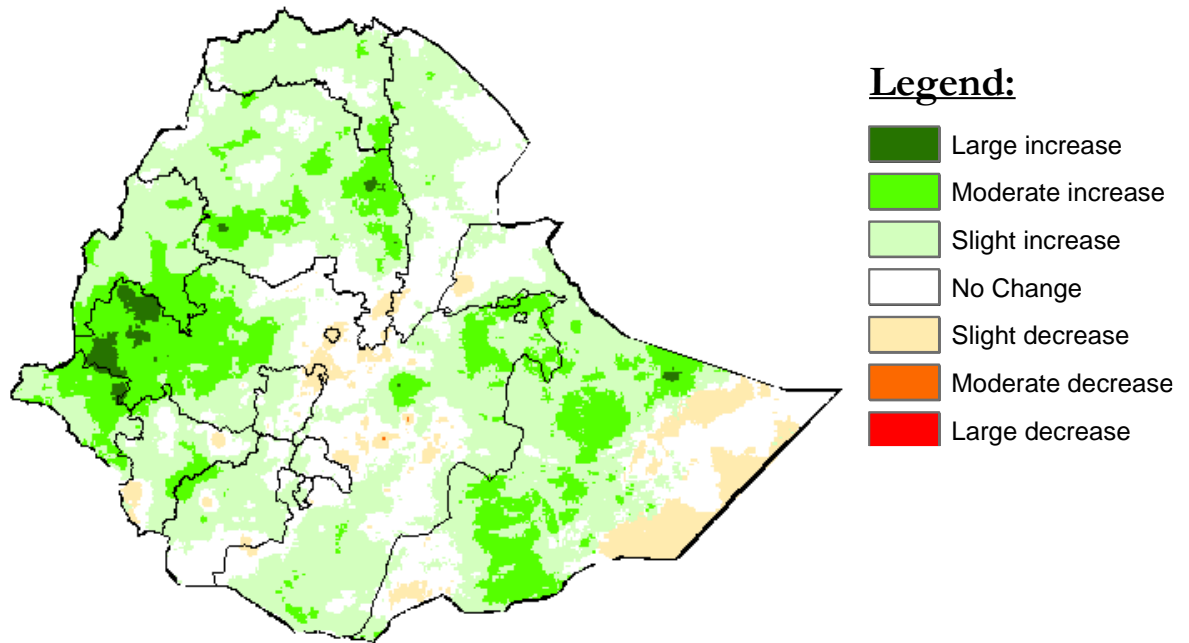 Legend:
Large increase
Moderate increase
Slight increase
No Change
Slight decrease
Moderate decrease
Large decrease